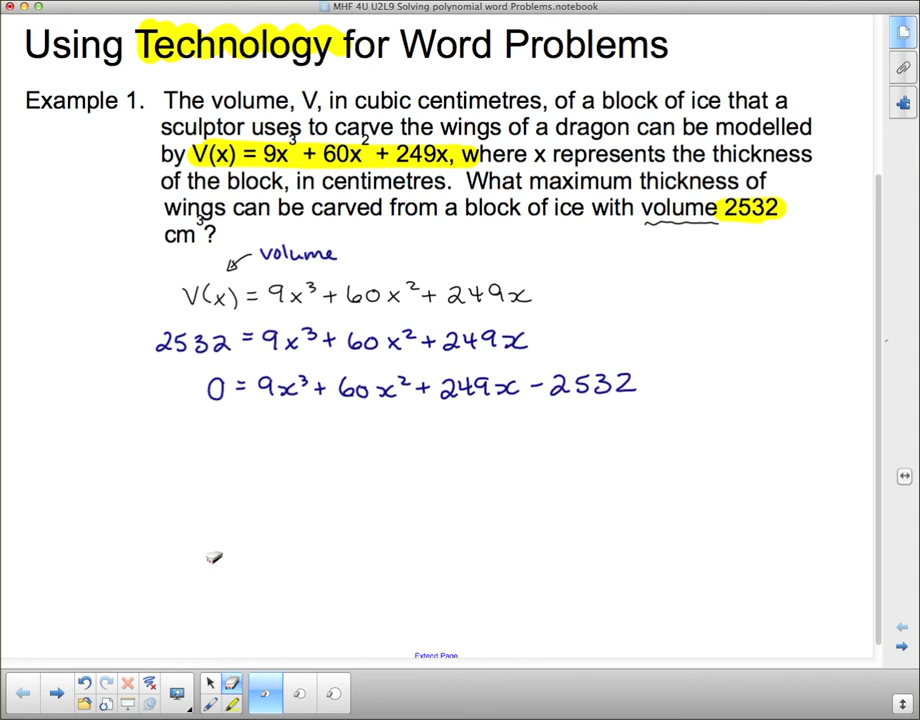 MHF 4U U2L9 Solving polynomial word Problems.notebook
Using Technology for Word Problems
Example 1. The volume, V, in cubic centimetres, of a block of ice that a
sculptor uses to carve the wings of a dragon can be modelled
by V(x) = 9x³ + 60x² + 249x, where x represents the thickness
of the block, in centimetres. What maximum thickness of
wings can be carved from a block of ice with volume 2532
cm³?
volume
V(x) = 9x³ + 60x² + 249x
2532 = 9x³ + 60x² + 249x
0 = 9x³ + 60x² + 249x - 2532
Extend Page